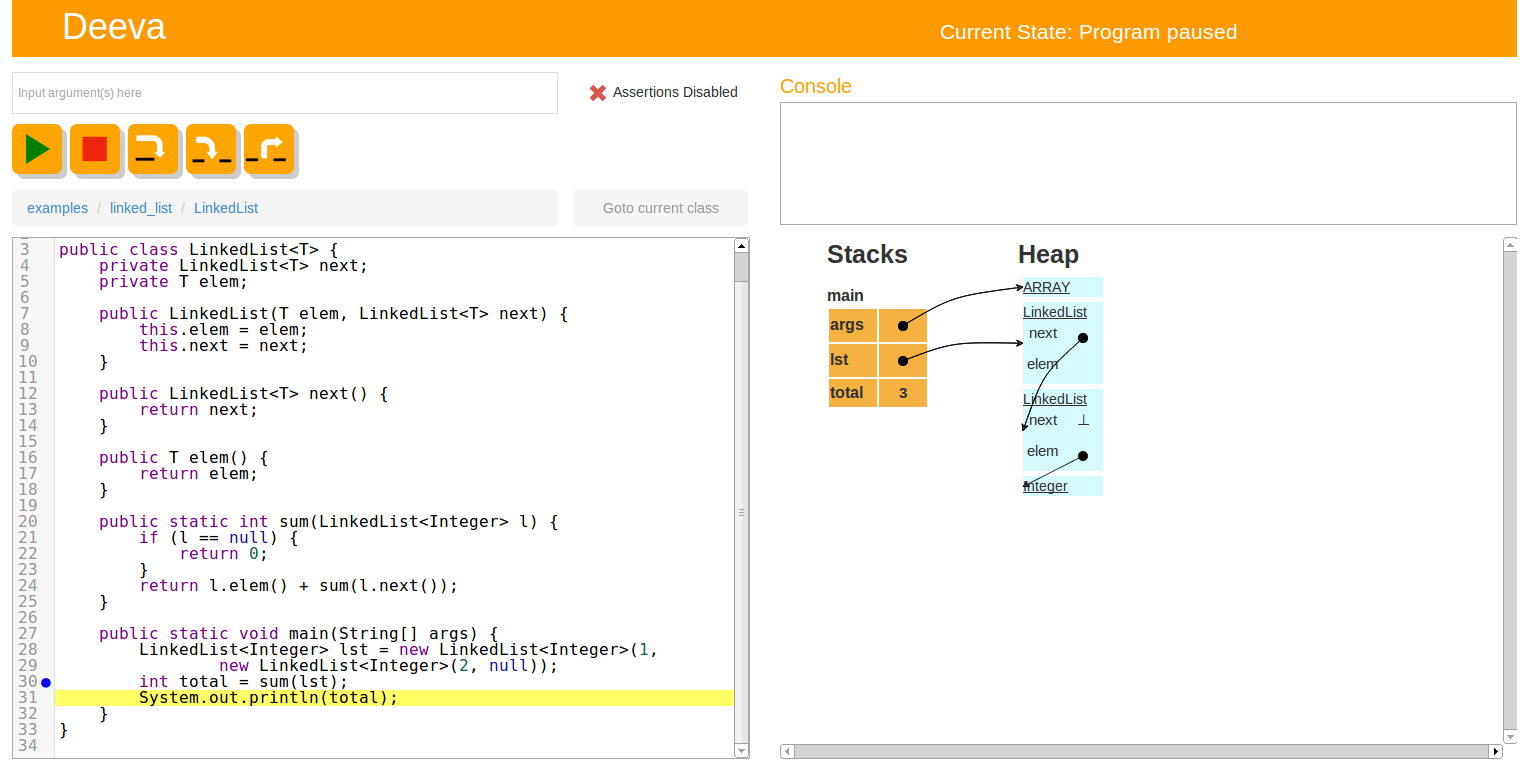 Deeva
Current State: Program paused
Input argument(s) here
Assertions Disabled
Console
examples / linked_list / LinkedList
Goto current class
3 public class LinkedList<T> {
4     private LinkedList<T> next;
5     private T elem;
6
7     public LinkedList(T elem, LinkedList<T> next) {
8         this.elem = elem;
9         this.next = next;
10     }
11
12     public LinkedList<T> next() {
13         return next;
14     }
15
16     public T elem() {
17         return elem;
18     }
19
20     public static int sum(LinkedList<Integer> l) {
21         if (l == null) {
22             return 0;
23         }
24         return l.elem() + sum(l.next());
25     }
26
27     public static void main(String[] args) {
28         LinkedList<Integer> lst = new LinkedList<Integer>(1,
29                 new LinkedList<Integer>(2, null));
30         int total = sum(lst);
31         System.out.println(total);
32     }
33 }
34
Stacks
main
args
lst
total 3
Heap
ARRAY
LinkedList
next
elem
LinkedList
next ⊥
elem
Integer